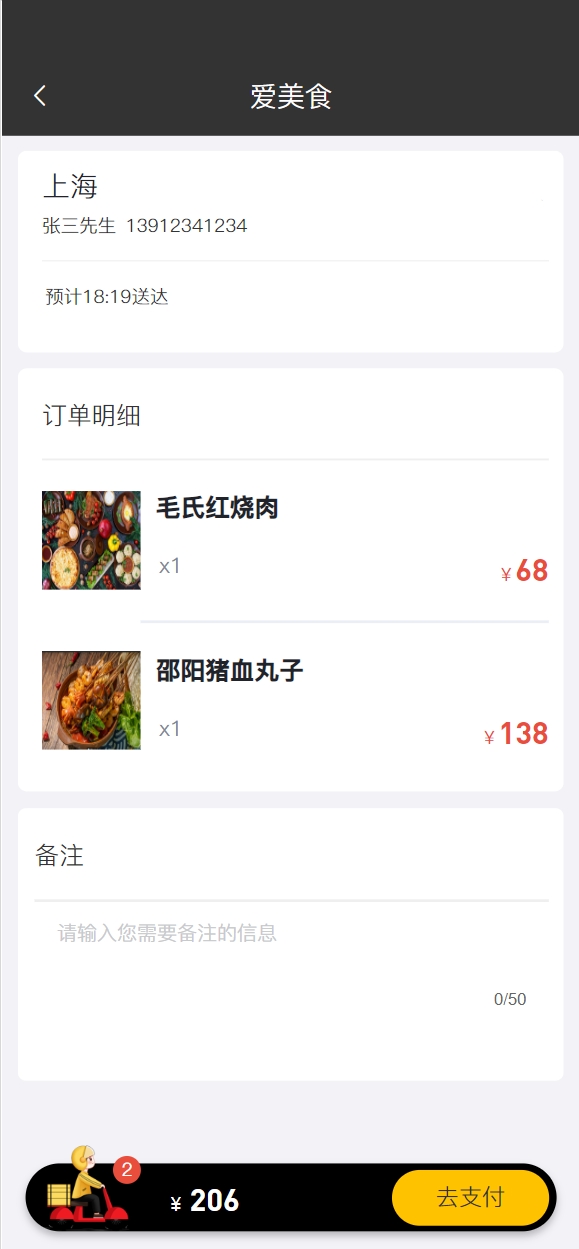 爱美食
上海
张三先生 13912341234
预计18:19送达
订单明细
毛氏红烧肉
x1
¥68
邵阳猪血丸子
x1
¥138
备注
请输入您需要备注的信息
0/50
2
¥ 206
去支付